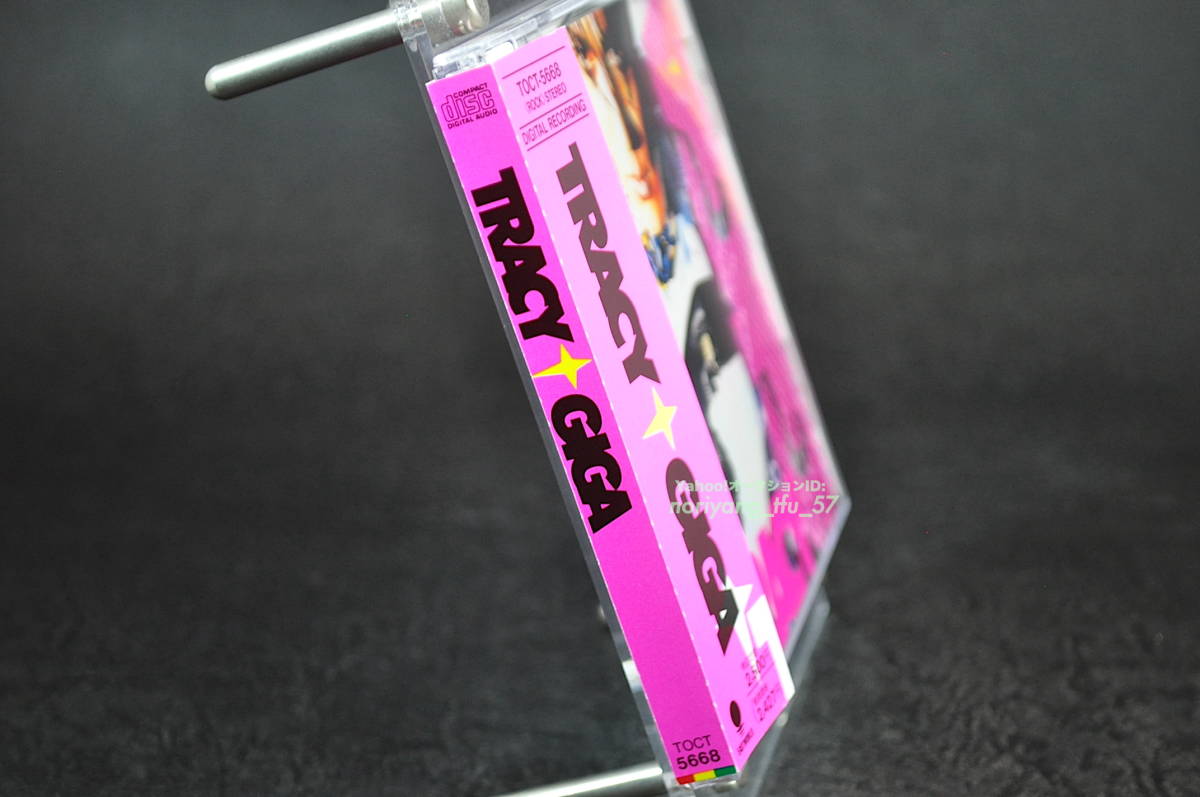 COMPACT
disc
DIGITAL AUDIO
TRACY
GIGA
TOCT
5668
TOCT-5668
ROCK STEREO
DIGITAL RECORDING
TRACY
GIGA
Yahoo!オークションID: